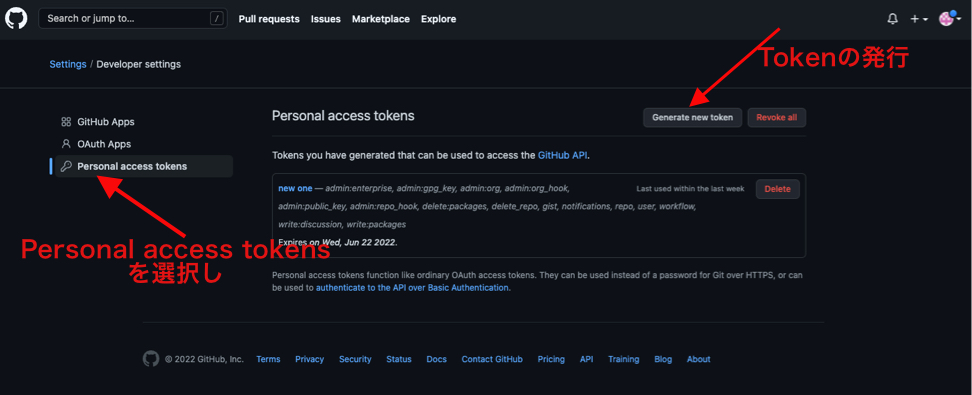 Search or jump to... /
Pull requests Issues Marketplace Explore
Tokenの発行
Settings / Developer settings
GitHub Apps
OAuth Apps
Personal access tokens
Personal access tokens
を選択し
Personal access tokens
Generate new token
Revoke all
Tokens you have generated that can be used to access the GitHub API.
new one — admin:enterprise, admin:gpg_key, admin:org, admin:org_hook,
admin:public_key, admin:repo_hook, delete:packages, delete_repo, gist, notifications, repo, user, workflow,
write:discussion, write:packages
Last used within the last week
Delete
Expires on Wed, Jun 22 2022.
Personal access tokens function like ordinary OAuth access tokens. They can be used instead of a password for Git over HTTPS, or can
be used to authenticate to the API over Basic Authentication.
© 2022 GitHub, Inc. Terms Privacy Security Status Docs Contact GitHub Pricing API Training Blog About